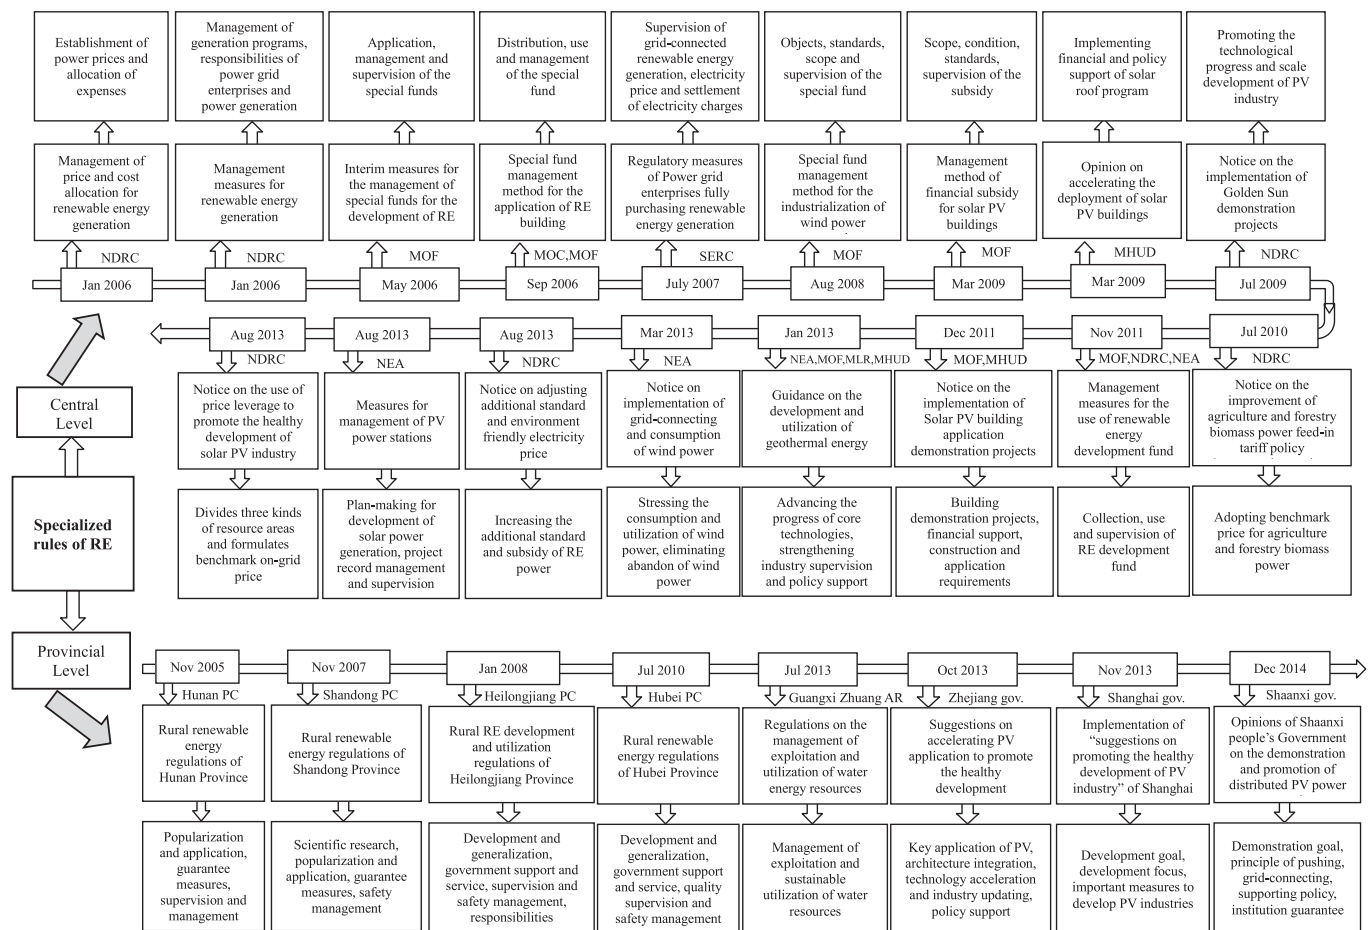 Establishment of
power prices and
allocation of
expenses
Management of
generation programs,
responsibilities of
power grid
enterprises and
power generation
Application,
management and
supervision of the
special funds
Distribution, use
and management
of the special
fund
Supervision of
grid-connected
renewable energy
generation, electricity
price and settlement
of electricity charges
Objects, standards,
scope and
supervision of the
special fund
Scope, condition,
standards,
supervision of the
subsidy
Implementing
financial and policy
support of solar
roof program
Promoting the
technological
progress and scale
development of PV
industry
Management of
price and cost
allocation for
renewable energy
generation
Management
measures for
renewable energy
generation
Interim measures for
the management of
special funds for the
development of RE
Special fund
management
method for the
application of RE
building
Regulatory measures
of Power grid
enterprises fully
purchasing renewable
energy generation
Special fund
management
method for the
industrialization of
wind power
Management
method of
financial subsidy
for solar PV
buildings
Opinion on
accelerating the
deployment of solar
PV buildings
Notice on the
implementation of
Golden Sun
demonstration
projects
NDRC
NDRC
MOF
MOC,MOF
SERC
MOF
MOF
MHUD
NDRC
Jan 2006
Jan 2006
May 2006
Sep 2006
July 2007
Aug 2008
Mar 2009
Mar 2009
Jul 2009
Aug 2013
Aug 2013
Aug 2013
Mar 2013
Jan 2013
Dec 2011
Nov 2011
Jul 2010
NDRC
NEA
NDRC
NEA
NEA,MOF,MLR,MHUD
MOF,MHUD
MOF,NDRC,NEA
NDRC
Central
Level
Notice on the use of
price leverage to
promote the healthy
development of
solar PV industry
Measures for
management of PV
power stations
Notice on adjusting
additional standard
and environment
friendly electricity
price
Notice on
implementation of
grid-connecting
and consumption
of wind power
Guidance on the
development and
utilization of
geothermal energy
Notice on the
implementation of
Solar PV building
application
demonstration projects
Management
measures for the
use of renewable
energy
development fund
Notice on the
improvement of
agriculture and forestry
biomass power feed-in
tariff policy
Specialized
rules of RE
Divides three kinds
of resource areas
and formulates
benchmark on-grid
price
Plan-making for
development of
solar power
generation, project
record management
and supervision
Increasing the
additional standard
and subsidy of RE
power
Stressing the
consumption and
utilization of wind
power, eliminating
abandon of wind
power
Advancing the
progress of core
technologies,
strengthening
industry supervision
and policy support
Building
demonstration projects,
financial support,
construction and
application
requirements
Collection, use
and supervision of
RE development
fund
Adopting benchmark
price for agriculture
and forestry biomass
power
Provincial
Level
Nov 2005
Nov 2007
Jan 2008
Jul 2010
Jul 2013
Oct 2013
Nov 2013
Dec 2014
Hunan PC
Shandong PC
Heilongjiang PC
Hubei PC
Guangxi Zhuang AR
Zhejiang gov.
Shanghai gov.
Shaanxi gov.
Rural renewable
energy
regulations of
Hunan Province
Rural renewable
energy regulations of
Shandong Province
Rural RE development
and utilization
regulations of
Heilongjiang Province
Rural renewable
energy regulations
of Hubei Province
Regulations on the
management of
exploitation and
utilization of water
energy resources
Suggestions on
accelerating PV
application to promote
the healthy
development
Implementation of
“suggestions on
promoting the healthy
development of PV
industry” of Shanghai
Opinions of Shaanxi
people’s Government
on the demonstration
and promotion of
distributed PV power
Popularization
and application,
guarantee
measures,
supervision and
management
Scientific research,
popularization and
application, guarantee
measures, safety
management
Development and
generalization,
government support and
service, supervision and
safety management,
responsibilities
Development and
generalization,
government support
and service, quality
supervision and
safety management
Management of
exploitation and
sustainable
utilization of water
resources
Key application of PV,
architecture integration,
technology acceleration
and industry updating,
policy support
Development goal,
development focus,
important measures to
develop PV industries
Demonstration goal,
principle of pushing,
grid-connecting,
supporting policy,
institution guarantee